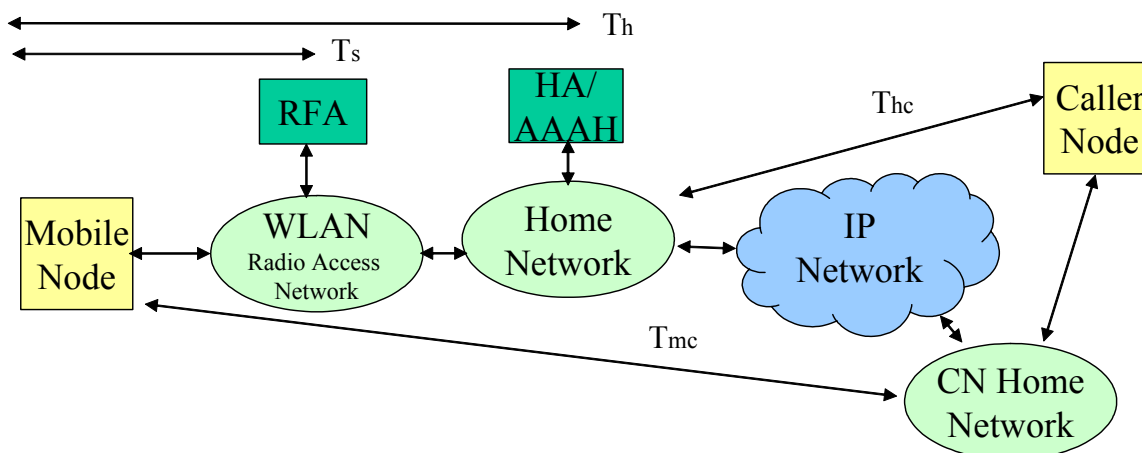 Th
Ts
RFA
HA/
AAAH
Thc
Caller
Node
Mobile
Node
WLAN
Radio Access
Network
Home
Network
IP
Network
Tmc
CN Home
Network